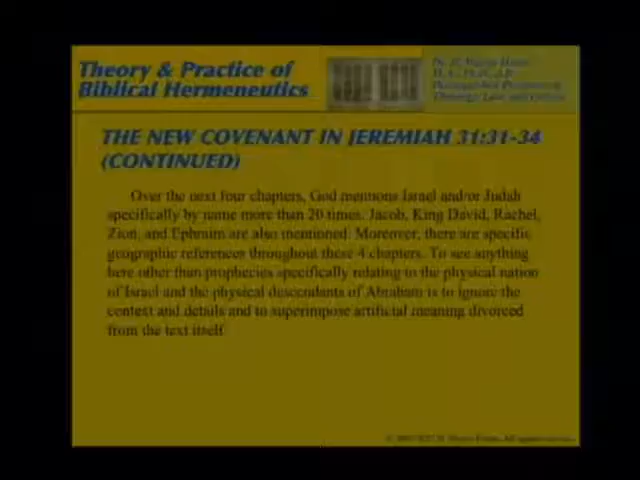 Theory & Practice of
Biblical Hermeneutics
THE NEW COVENANT IN JEREMIAH 31:31-34
(CONTINUED)
Over the next four chapters, God mentions Israel and/or Judah
specifically by name more than 20 times. Jacob, King David, Rachel,
Zion, and Ephraim are also mentioned. Moreover, there are specific
geographic references throughout these 4 chapters. To see anything
here other than prophecies specifically relating to the physical nation
of Israel and the physical descendants of Abraham is to ignore the
context and details and to superimpose artificial meaning divorced
from the text itself